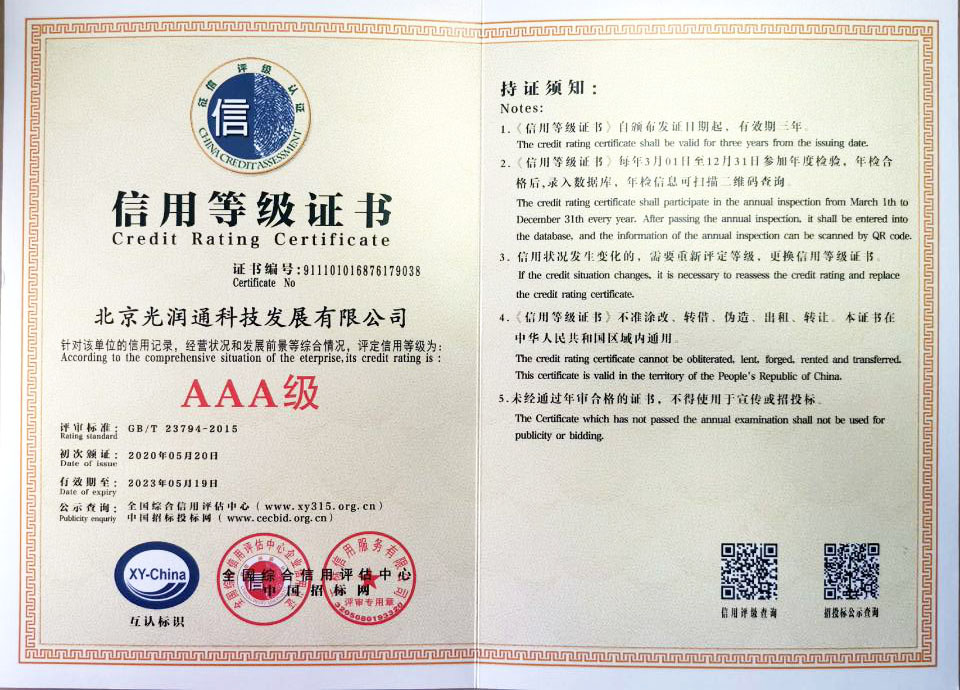 征信 评级 认证
信
CHINA CREDIT ASSESSMENT
信用等级证书
Credit Rating Certificate
证书编号:911101016876179038
Certificate No
北京光润通科技发展有限公司
针对该单位的信用记录，经营状况和发展前景等综合情况，评定信用等级为：
According to the comprehensive situation of the eterprise,its credit rating is :
AAA级
评审标准： GB/T 23794-2015
Rating standard
初次颁证： 2020年05月20日
Date of issue
有效期至： 2023年05月19日
Date of expiry
公示查询： 全国综合信用评估中心（www.xy315.org.cn）
Publicity enquriy 中国招标投标网（www.cecbid.org.cn）
XY-China
互认标识
全国综合信用评估中心
中国招标网
信
信用服务有限
评审专用章
3205080193320
持证须知：
Notes:
1.《信用等级证书》自颁布发证日期起，有效期三年。
The credit rating certificate shall be valid for three years from the issuing date.
2.《信用等级证书》每年3月01日至12月31日参加年度检验，年检合
格后,录入数据库，年检信息可扫描二维码查询。
The credit rating certificate shall participate in the annual inspection from March 1th to
December 31th every year. After passing the annual inspection, it shall be entered into
the database, and the information of the annual inspection can be scanned by QR code.
3. 信用状况发生变化的，需要重新评定等级，更换信用等级证书。
If the credit situation changes, it is necessary to reassess the credit rating and replace
the credit rating certificate.
4.《信用等级证书》不准涂改、转借、伪造、出租、转让。本证书在
中华人民共和国区域内通用。
The credit rating certificate cannot be obliterated, lent, forged, rented and transferred.
This certificate is valid in the territory of the People's Republic of China.
5.未经通过年审合格的证书，不得使用于宣传或招投标。
The Certificate which has not passed the annual examination shall not be used for
publicity or bidding.
信用评级查询
招投标公示查询